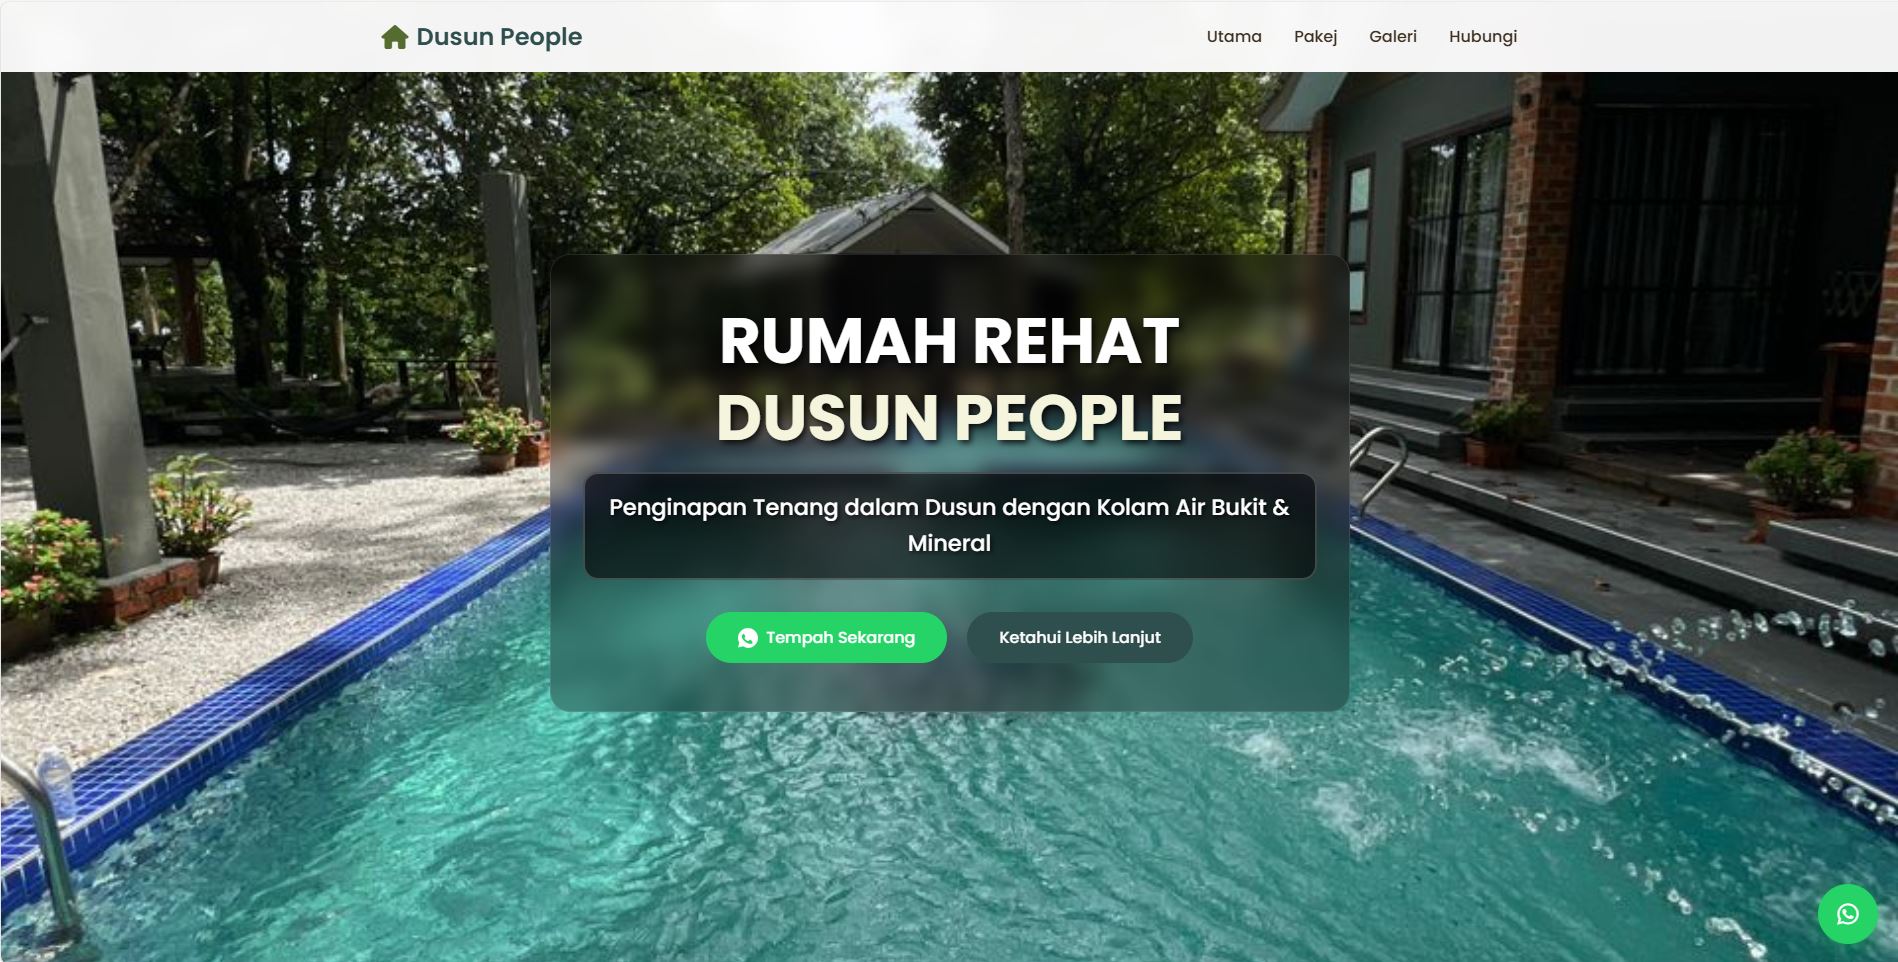 Dusun People
Utama
Pakej
Galeri
Hubungi
RUMAH REHAT
DUSUN PEOPLE
Penginapan Tenang dalam Dusun dengan Kolam Air Bukit &
Mineral
Tempah Sekarang
Ketahui Lebih Lanjut